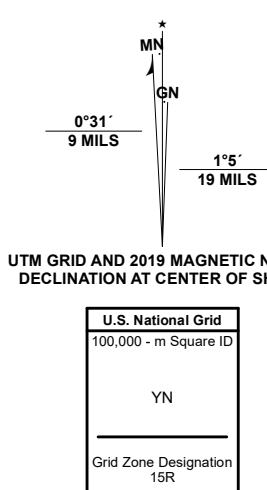 ★
MN
GN
0°31´
9 MILS
1°5´
19 MILS
UTM GRID AND 2019 MAGNETIC
DECLINATION AT CENTER OF
U.S. National Grid
100,000 - m Square ID
YN
Grid Zone Designation
15R